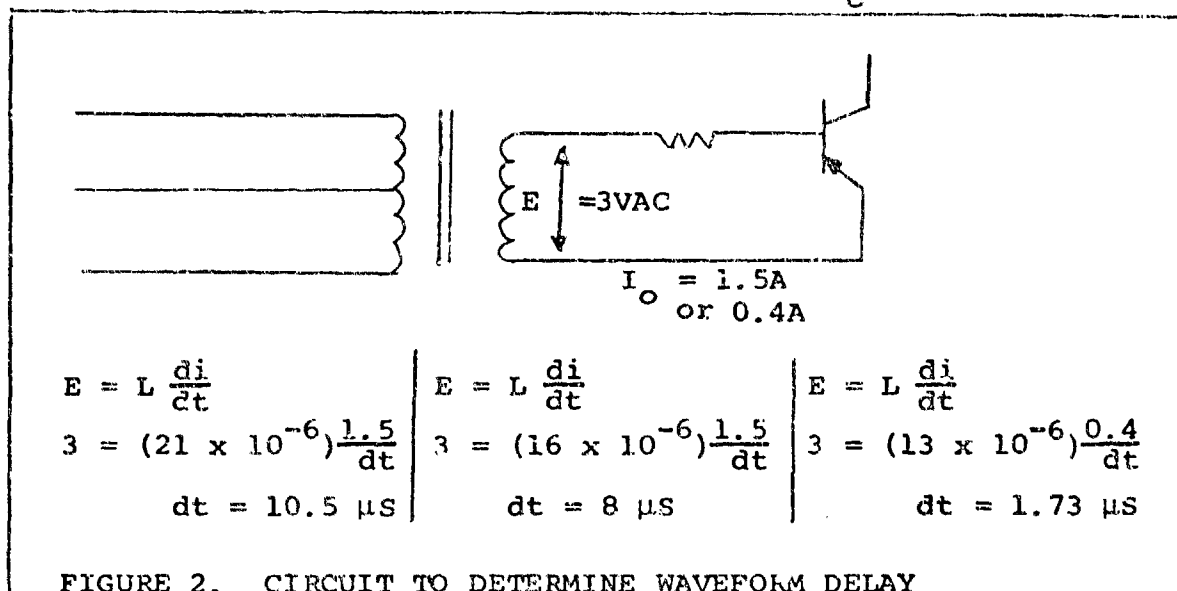 E =3VAC
I_o = 1.5A
or 0.4A
E = L di/dt
3 = (21 x 10^-6) 1.5/dt
dt = 10.5 µS
E = L di/dt
3 = (16 x 10^-6) 1.5/dt
dt = 8 µS
E = L di/dt
3 = (13 x 10^-6) 0.4/dt
dt = 1.73 µS
FIGURE 2. CIRCUIT TO DETERMINE WAVEFORM DELAY